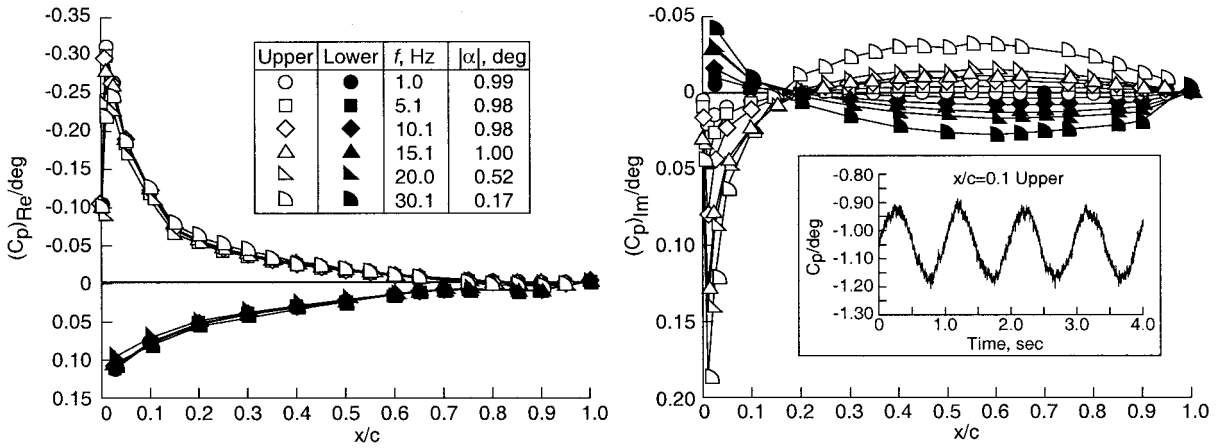 -0.35
-0.30
-0.25
-0.20
-0.15
-0.10
-0.05
0
0.05
0.10
0.15
(Cp)Re/deg
0 0.1 0.2 0.3 0.4 0.5 0.6 0.7 0.8 0.9 1.0
x/c
Upper Lower f, Hz |α|, deg
1.0 0.99
5.1 0.98
10.1 0.98
15.1 1.00
20.0 0.52
30.1 0.17
-0.05
0
0.05
0.10
0.15
0.20
(Cp)Im/deg
0 0.1 0.2 0.3 0.4 0.5 0.6 0.7 0.8 0.9 1.0
x/c
x/c=0.1 Upper
-0.80
-0.90
-1.00
-1.10
-1.20
-1.30
Cp/deg
0 1.0 2.0 3.0 4.0
Time, sec